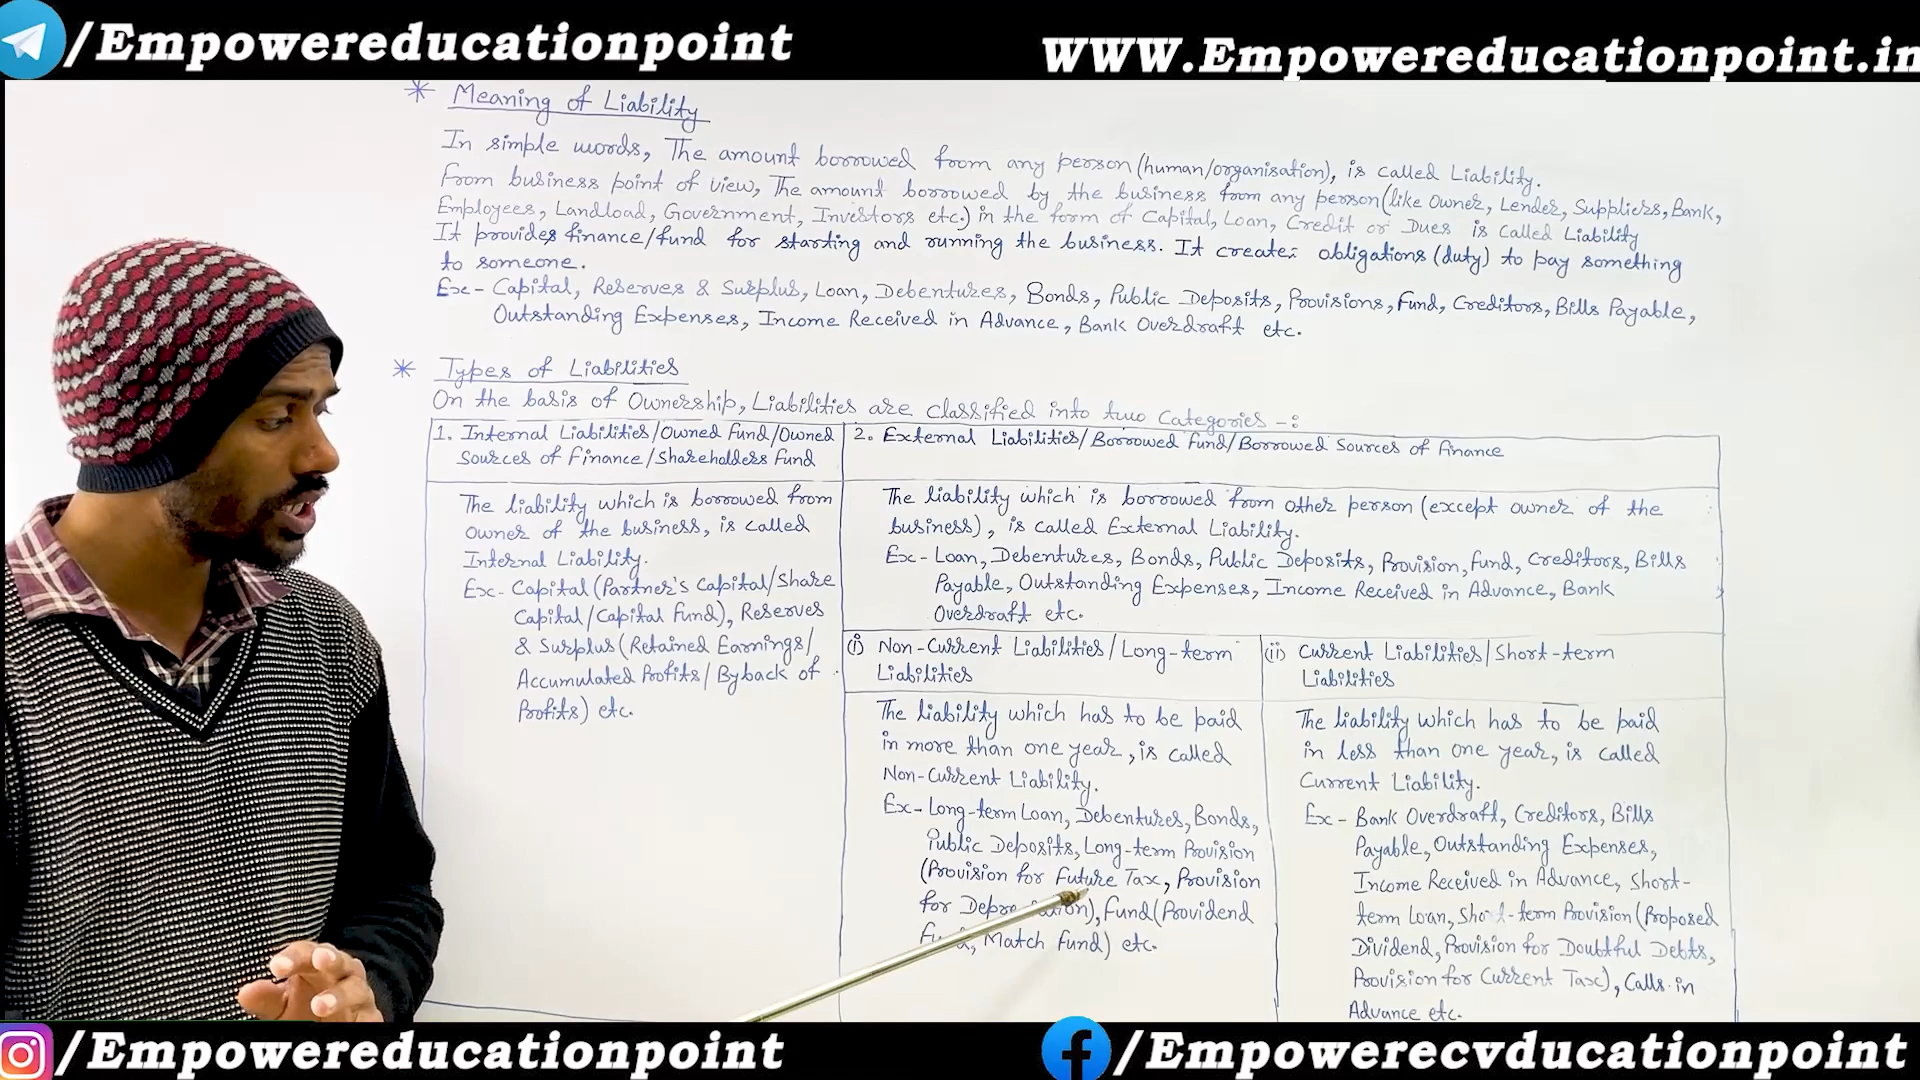 /Empowereducationpoint
WWW.Empowereducationpoint.in
* Meaning of Liability
In simple words, The amount borrowed from any person (human/organisation), is called Liability.
From business point of view, The amount borrowed by the business from any person (like Owner, Lender, Suppliers, Bank,
Employees, Landload, Government, Investors etc.) in the form of Capital, Loan, Credit or Dues is called Liability
It provides finance/fund for starting and running the business. It creates obligations (duty) to pay something
to someone.
Ex- Capital, Reserves & Surplus, Loan, Debentures, Bonds, Public Deposits, Provisions, Fund, Creditors, Bills Payable,
Outstanding Expenses, Income Received in Advance, Bank Overdraft etc.
* Types of Liabilities
On the basis of Ownership, Liabilities are classified into two Categories -:
1. Internal Liabilities/Owned Fund/Owned
Sources of Finance/Shareholders Fund
The liability which is borrowed from
owner of the business, is called
Internal Liability.
Ex- Capital (Partner's Capital/Share
Capital/Capital Fund), Reserves
& Surplus (Retained Earnings/
Accumulated Profits/Byback of
Profits) etc.
2. External Liabilities/Borrowed Fund/Borrowed Sources of Finance
The liability which is borrowed from other person (except owner of the
business), is called External Liability.
Ex- Loan, Debentures, Bonds, Public Deposits, Provision, Fund, Creditors, Bills
Payable, Outstanding Expenses, Income Received in Advance, Bank
Overdraft etc.
(i) Non-Current Liabilities/Long-term
Liabilities
The liability which has to be paid
in more than one year, is called
Non-Current Liability.
Ex- Long-term Loan, Debentures, Bonds,
Public Deposits, Long-term Provision
(Provision for Future Tax, Provision
for Depreciation), Fund (Providend
Fund, Match Fund) etc.
(ii) Current Liabilities/Short-term
Liabilities
The liability which has to be paid
in less than one year, is called
Current Liability.
Ex- Bank Overdraft, Creditors, Bills
Payable, Outstanding Expenses,
Income Received in Advance, Short-
term Loan, Short-term Provision (Proposed
Dividend, Provision for Doubtful Debts,
Provision for Current Tax), Calls-in
Advance etc.
/Empowereducationpoint
/Empowerecvducationpoint